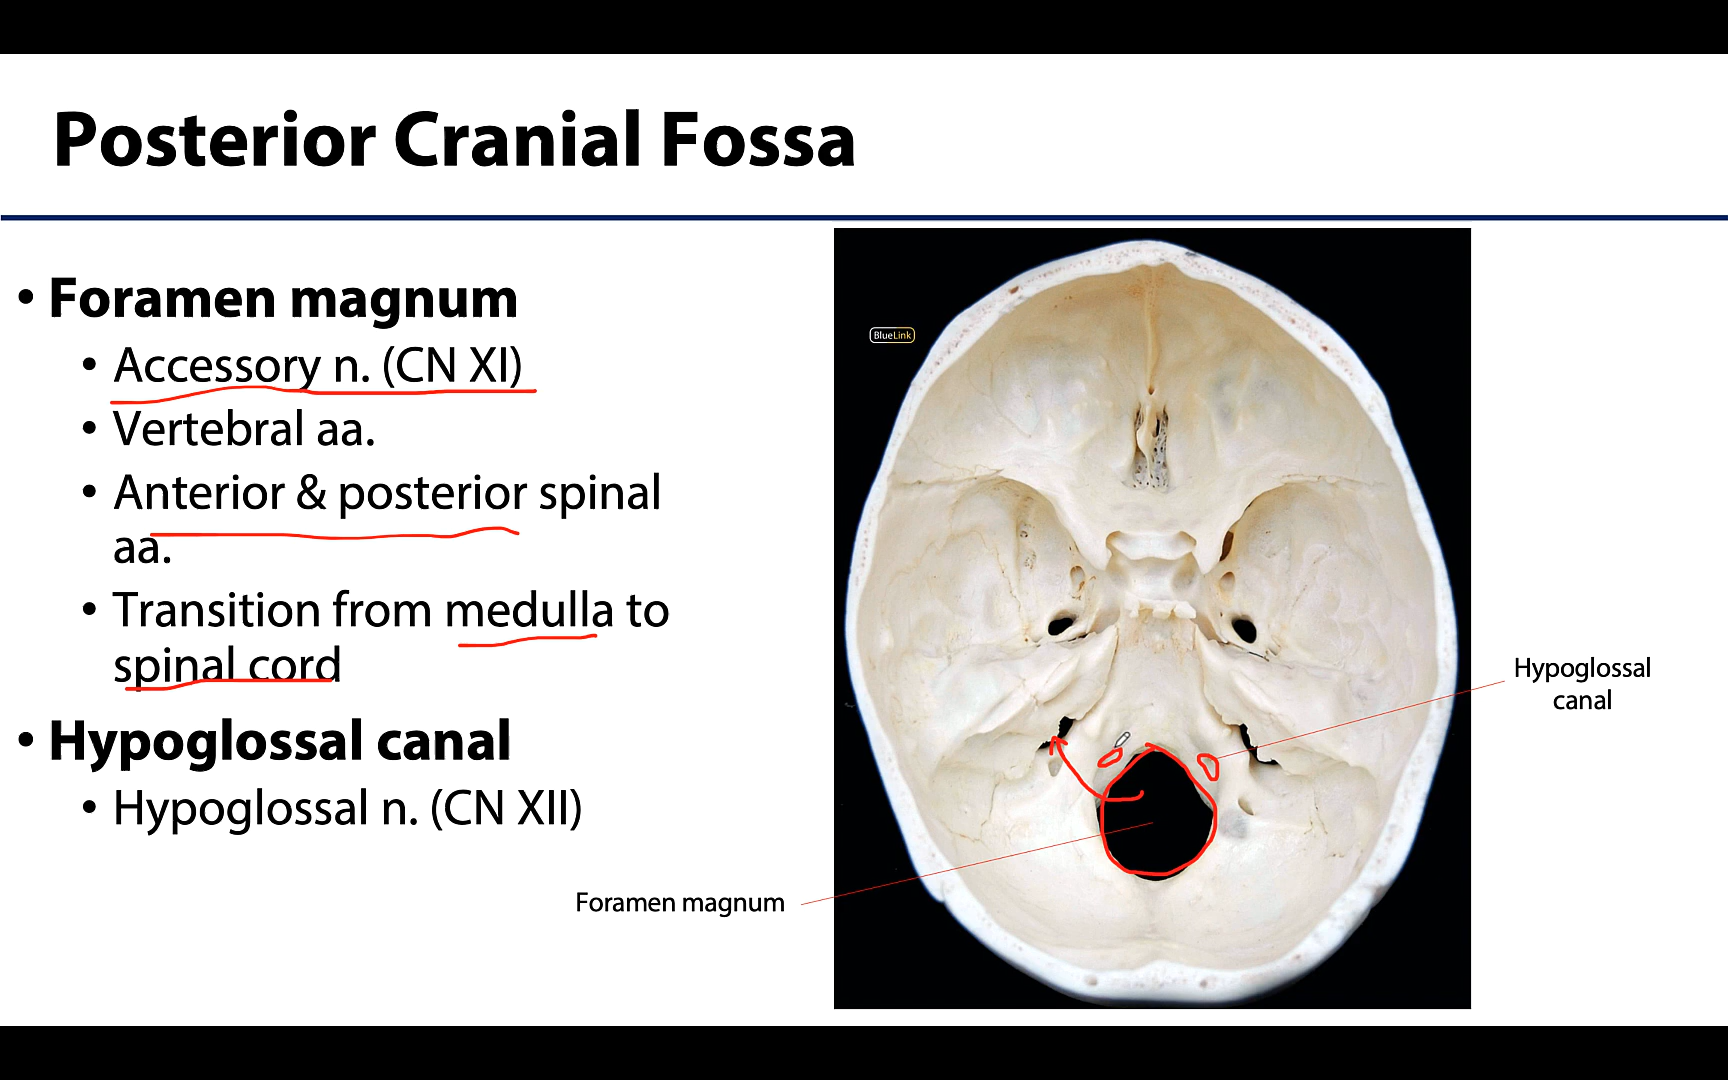 Posterior Cranial Fossa
• Foramen magnum
• Accessory n. (CN XI)
• Vertebral aa.
• Anterior & posterior spinal
aa.
• Transition from medulla to
spinal cord
• Hypoglossal canal
• Hypoglossal n. (CN XII)
BlueLink
Hypoglossal
canal
Foramen magnum